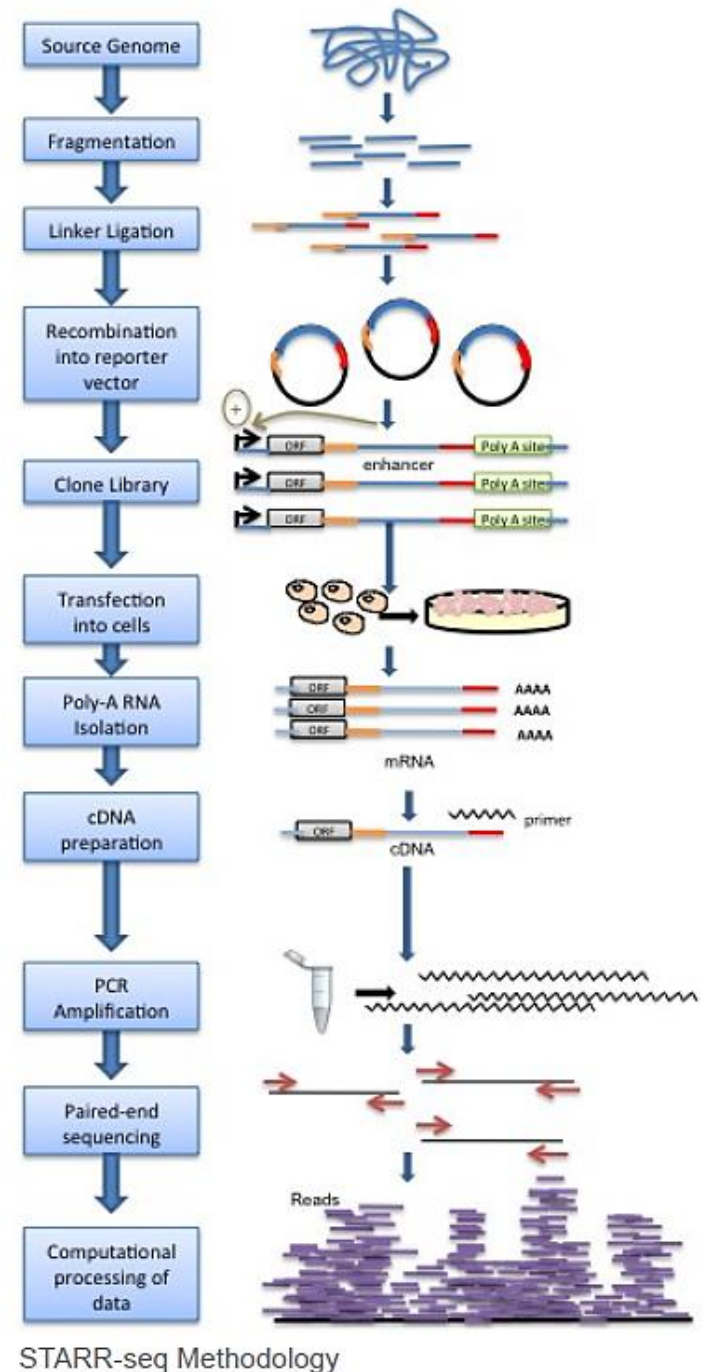 Source Genome
Fragmentation
Linker Ligation
Recombination
into reporter
vector
+
ORF
Poly A site
enhancer
ORF
Poly A site
ORF
Poly A site
Clone Library
Transfection
into cells
Poly-A RNA
Isolation
ORF
AAAA
ORF
AAAA
ORF
AAAA
mRNA
cDNA
preparation
primer
ORF
cDNA
PCR
Amplification
Paired-end
sequencing
Reads
Computational
processing of
data
STARR-seq Methodology